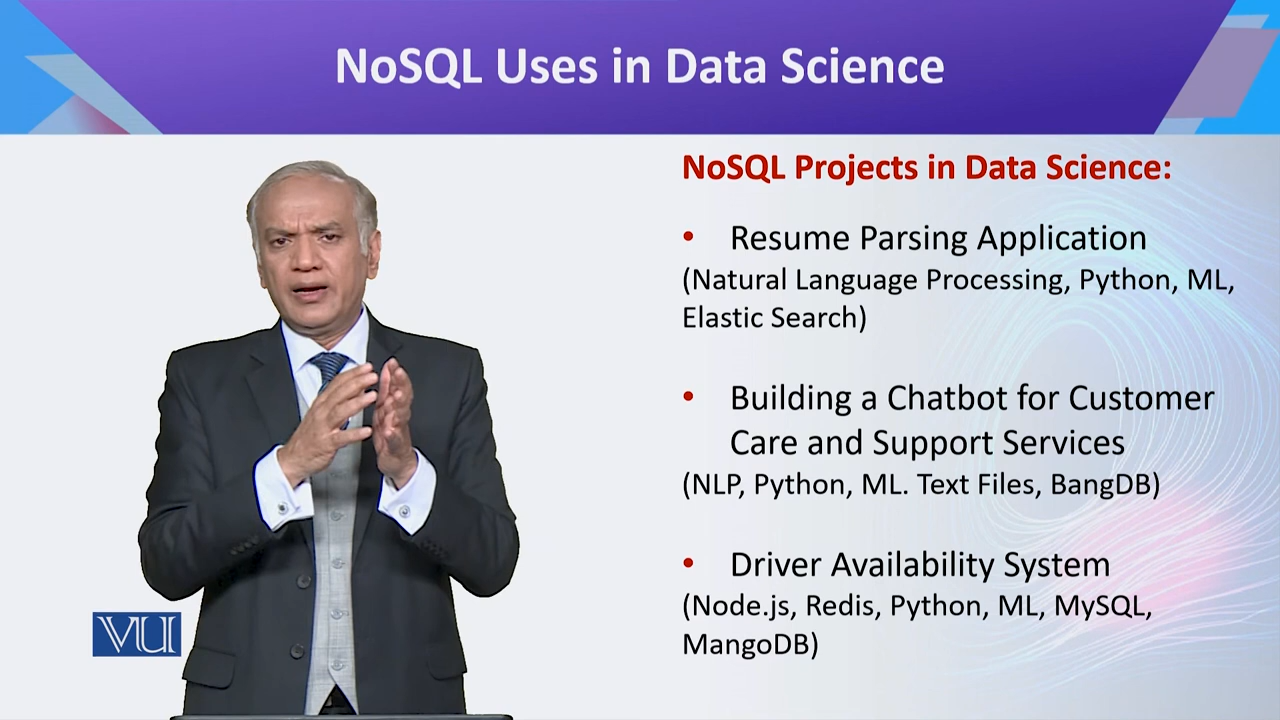 NoSQL Uses in Data Science
NoSQL Projects in Data Science:
• Resume Parsing Application
(Natural Language Processing, Python, ML,
Elastic Search)
• Building a Chatbot for Customer
Care and Support Services
(NLP, Python, ML. Text Files, BangDB)
• Driver Availability System
(Node.js, Redis, Python, ML, MySQL,
MangoDB)
VU